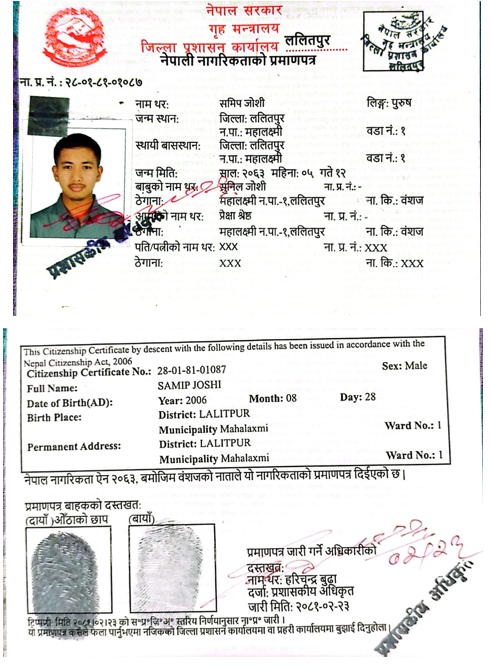 नेपाल सरकार
गृह मन्त्रालय
जिल्ला प्रशासन कार्यालय ललितपुर
नेपाली नागरिकताको प्रमाणपत्र
नेपाल सरकार
गृह मन्त्रालय
जिल्ला प्रशासन कार्यालय
ललितपुर
ना. प्र. नं. : २८-०१-८१-०१०८७
नाम थर: समिप जोशी लिङ्ग: पुरुष
जन्म स्थान: जिल्ला: ललितपुर
न.पा.: महालक्ष्मी वडा नं.: १
स्थायी बासस्थान: जिल्ला: ललितपुर
न.पा.: महालक्ष्मी वडा नं.: १
जन्म मिति: साल: २०६३ महिना: ०५ गते १२
बाबुको नाम थर: सुनिल जोशी ना. प्र. नं.: -
ठेगाना: महालक्ष्मी न.पा.-१,ललितपुर ना. कि.: वंशज
आमाको नाम थर: प्रेक्षा श्रेष्ठ ना. प्र. नं.: -
ठेगाना: महालक्ष्मी न.पा.-१,ललितपुर ना. कि.: वंशज
पति/पत्नीको नाम थर: XXX ना. प्र. नं.: XXX
ठेगाना: XXX ना. कि.: XXX
प्रशासकीय अधिकृत
This Citizenship Certificate by descent with the following details has been issued in accordance with the
Nepal Citizenship Act, 2006
Citizenship Certificate No.: 28-01-81-01087 Sex: Male
Full Name: SAMIP JOSHI
Date of Birth(AD): Year: 2006 Month: 08 Day: 28
Birth Place: District: LALITPUR
Municipality Mahalaxmi Ward No.: 1
Permanent Address: District: LALITPUR
Municipality Mahalaxmi Ward No.: 1
नेपाल नागरिकता ऐन २०६३, बमोजिम वंशजको नाताले यो नागरिकताको प्रमाणपत्र दिईएको छ।
प्रमाणपत्र बाहकको दस्तखत:
(दायाँ) औंठाको छाप (बायाँ)
प्रमाणपत्र जारी गर्ने अधिकारीको
दस्तखत:
नाम थर: हरिचन्द्र बुढा
दर्जा: प्रशासकीय अधिकृत
जारी मिति: २०८१-०२-२३
प्रशासकीय अधिकृत
टिप्पणी: मिति २०८१/०२/२३ को स॰प्र॰जि॰अ॰ स्तरिय निर्णयानुसार ना॰प्र॰ जारी ।
यो प्रमाणपत्र कसैले फेला पार्नुभएमा नजिकको जिल्ला प्रशासन कार्यालयमा वा प्रहरी कार्यालयमा बुझाई दिनुहोला।